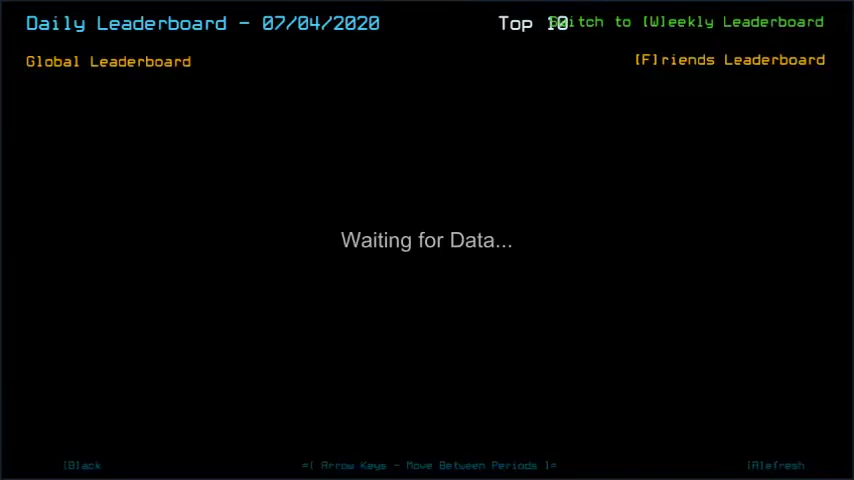 Daily Leaderboard - 07/04/2020
Top 10
Switch to [W]eekly Leaderboard
Global Leaderboard
[F]riends Leaderboard
Waiting for Data...
[B]ack
=[ Arrow Keys - Move Between Periods ]=
[R]efresh